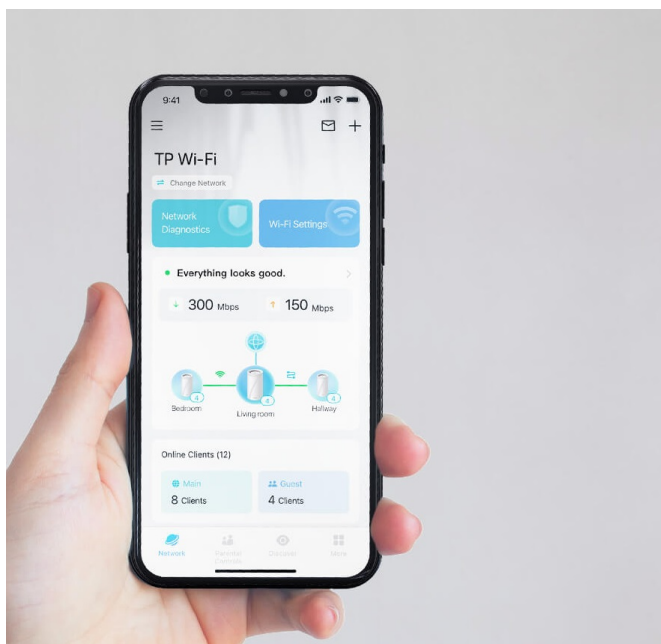 9:41
TP Wi-Fi
Change Network
Network
Diagnostics
Wi-Fi Settings
Everything looks good.
300 Mbps
150 Mbps
4
4
4
Bedroom
Living room
Hallway
Online Clients (12)
Main
8 Clients
Guest
4 Clients
Network
More